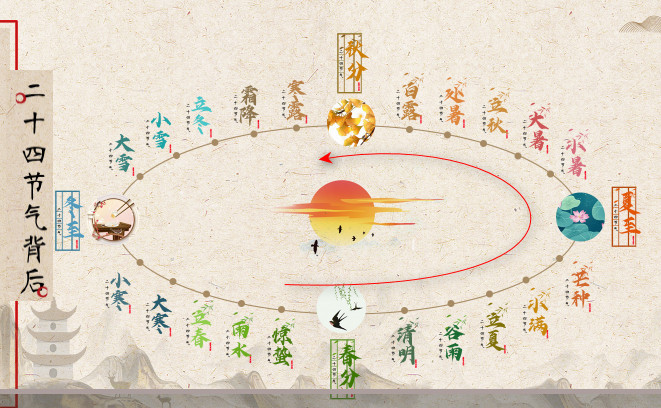 二十四节气背后
秋分
寒露
霜降
立冬
小雪
大雪
冬至
小寒
大寒
立春
雨水
惊蛰
春分
清明
谷雨
立夏
小满
芒种
夏至
小暑
大暑
立秋
处暑
白露